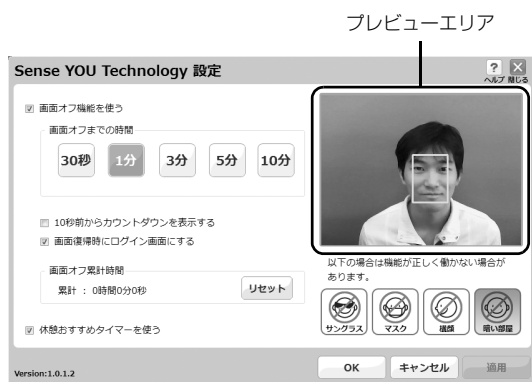 プレビューエリア
Sense YOU Technology 設定
ヘルプ 閉じる
画面オフ機能を使う
画面オフまでの時間
30秒 1分 3分 5分 10分
10秒前からカウントダウンを表示する
画面復帰時にログイン画面にする
画面オフ累計時間
累計 : 0時間0分0秒 リセット
休憩おすすめタイマーを使う
以下の場合は機能が正しく働かない場合が
あります。
サングラス マスク 横顔 暗い部屋
Version:1.0.1.2
OK キャンセル 適用